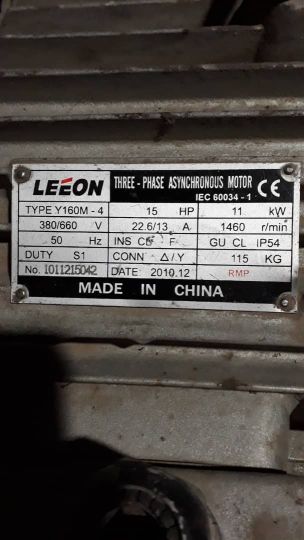 LEEON THREE - PHASE ASYNCHRONOUS MOTOR CE
IEC 60034 - 1
TYPE Y160M - 4 15 HP 11 kW
380/660 V 22.6/13 A 1460 r/min
50 Hz INS CL F GU CL IP54
DUTY S1 CONN △/Y 115 KG
No. 1011215042 DATE 2010.12 RMP
MADE IN CHINA